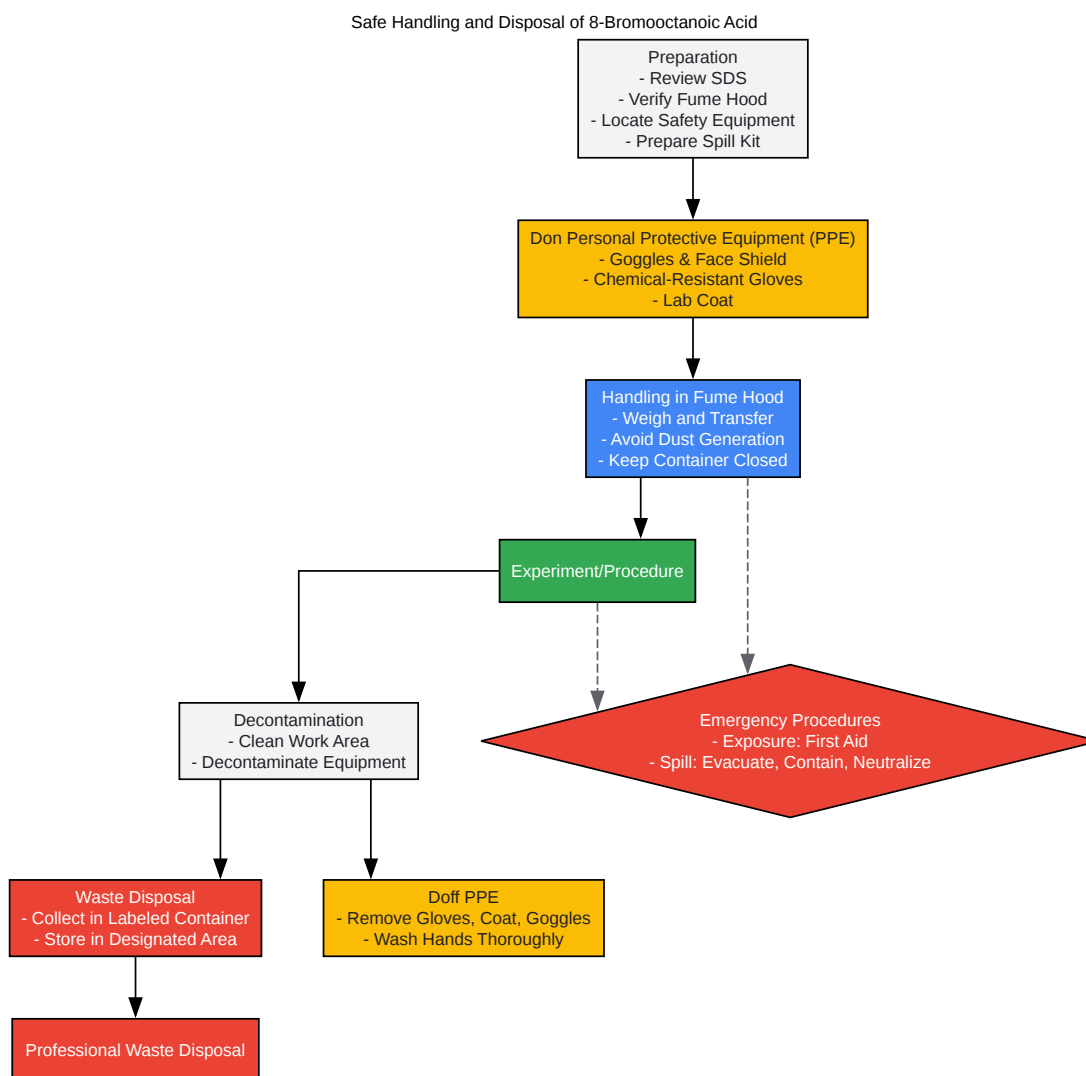 Safe Handling and Disposal of 8-Bromooctanoic Acid
Preparation
- Review SDS
- Verify Fume Hood
- Locate Safety Equipment
- Prepare Spill Kit
Don Personal Protective Equipment (PPE)
- Goggles & Face Shield
- Chemical-Resistant Gloves
- Lab Coat
Handling in Fume Hood
- Weigh and Transfer
- Avoid Dust Generation
- Keep Container Closed
Experiment/Procedure
Decontamination
- Clean Work Area
- Decontaminate Equipment
Emergency Procedures
- Exposure: First Aid
- Spill: Evacuate, Contain, Neutralize
Waste Disposal
- Collect in Labeled Container
- Store in Designated Area
Doff PPE
- Remove Gloves, Coat, Goggles
- Wash Hands Thoroughly
Professional Waste Disposal